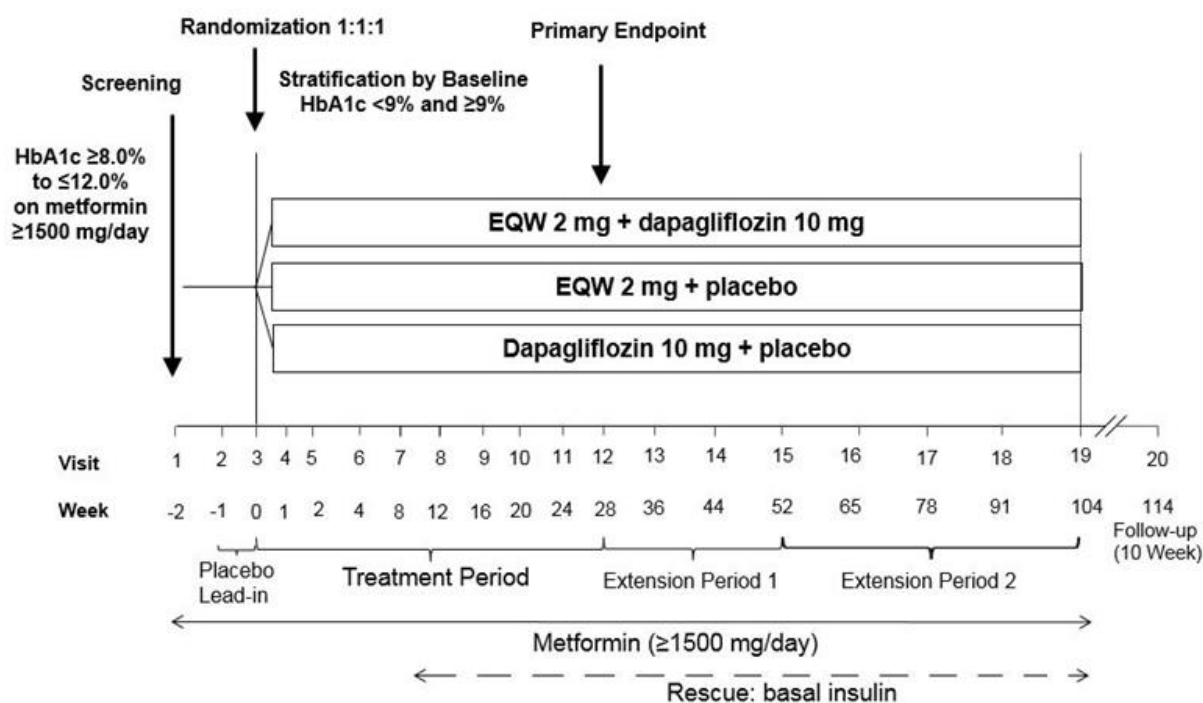 Randomization 1:1:1
Primary Endpoint
Screening
Stratification by Baseline
HbA1c <9% and ≥9%
HbA1c ≥8.0%
to ≤12.0%
on metformin
≥1500 mg/day
EQW 2 mg + dapagliflozin 10 mg
EQW 2 mg + placebo
Dapagliflozin 10 mg + placebo
Visit 1 2 3 4 5 6 7 8 9 10 11 12 13 14 15 16 17 18 19 20
Week -2 -1 0 1 2 4 8 12 16 20 24 28 36 44 52 65 78 91 104 114
Follow-up
(10 Week)
Placebo
Lead-in
Treatment Period
Extension Period 1
Extension Period 2
Metformin (≥1500 mg/day)
Rescue: basal insulin